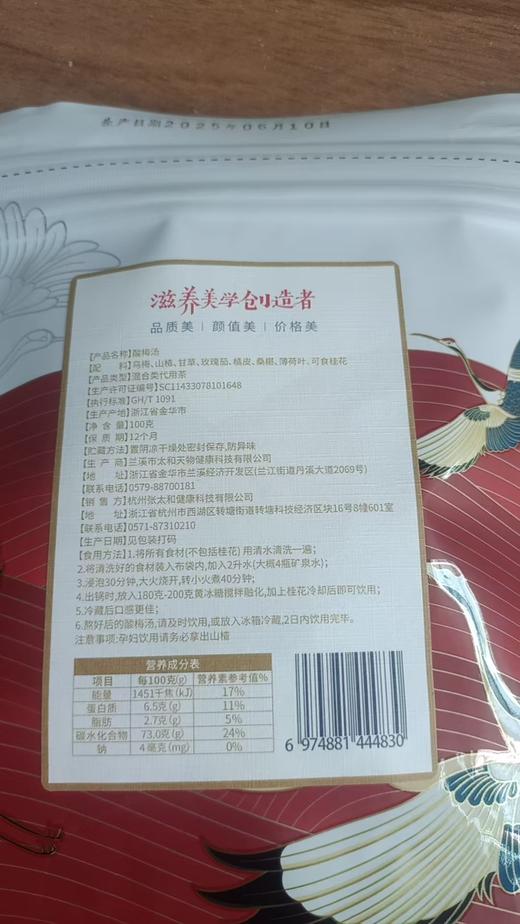 生产日期2025年06月10日
滋养美学创造者
品质美 | 颜值美 | 价格美
【产品名称】酸梅汤
【配 料】乌梅、山楂、甘草、玫瑰茄、橘皮、桑椹、薄荷叶、可食桂花
【产品类型】混合类代用茶
【生产许可证编号】SC11433078101648
【执行标准】GH/T 1091
【生产产地】浙江省金华市
【净 含 量】100克
【保 质 期】12个月
【贮藏方法】置阴凉干燥处密封保存,防异味
【生 产 商】兰溪市太和天物健康科技有限公司
【地 址】浙江省金华市兰溪经济开发区(兰江街道丹溪大道2069号)
【联系电话】0579-88700181
【销 售 方】杭州张太和健康科技有限公司
【地 址】浙江省杭州市西湖区转塘街道转塘科技经济区块16号8幢601室
【联系电话】0571-87310210
【生产日期】见包装打码
【食用方法】1.将所有食材(不包括桂花) 用清水清洗一遍;
2.将清洗好的食材装入布袋内,加入2升水(大概4瓶矿泉水);
3.浸泡30分钟,大火烧开,转小火煮40分钟;
4.出锅时,放入180克-200克黄冰糖搅拌融化,加上桂花冷却后即可饮用;
5.冷藏后口感更佳;
6.熬好后的酸梅汤,请及时饮用,或放入冰箱冷藏,2日内饮用完毕。
注意事项:孕妇饮用请务必拿出山楂
营养成分表
项目 每100克(g) 营养素参考值%
能量 1451千焦(kJ) 17%
蛋白质 6.5克(g) 11%
脂肪 2.7克(g) 5%
碳水化合物 73.0克(g) 24%
钠 4毫克(mg) 0%
6 974881 444830